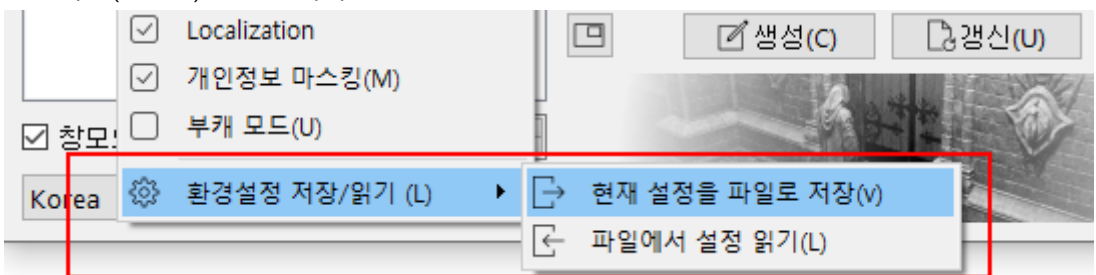 Localization
생성(C)
갱신(U)
개인정보 마스킹(M)
창모
부캐 모드(U)
Korea
환경설정 저장/읽기 (L)
현재 설정을 파일로 저장(V)
파일에서 설정 읽기(L)